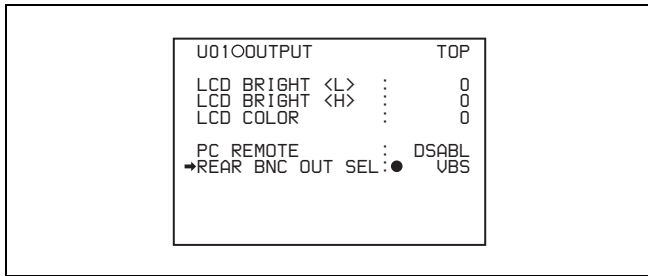 U01○OUTPUT TOP
LCD BRIGHT <L> : 0
LCD BRIGHT <H> : 0
LCD COLOR : 0
PC REMOTE : DSABL
➡REAR BNC OUT SEL:● VBS